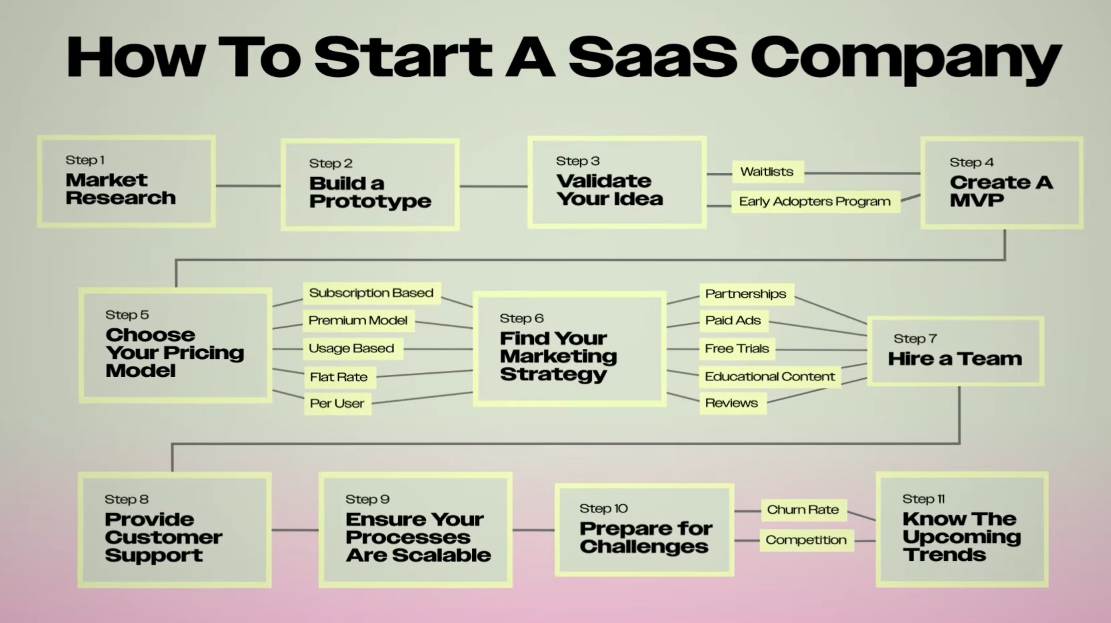 How To Start A SaaS Company
Step 1
Market
Research
Step 2
Build a
Prototype
Step 3
Validate
Your Idea
Waitlists
Early Adopters Program
Step 4
Create A
MVP
Step 5
Choose
Your Pricing
Model
Subscription Based
Premium Model
Usage Based
Flat Rate
Per User
Step 6
Find Your
Marketing
Strategy
Partnerships
Paid Ads
Free Trials
Educational Content
Reviews
Step 7
Hire a Team
Step 8
Provide
Customer
Support
Step 9
Ensure Your
Processes
Are Scalable
Step 10
Prepare for
Challenges
Churn Rate
Competition
Step 11
Know The
Upcoming
Trends